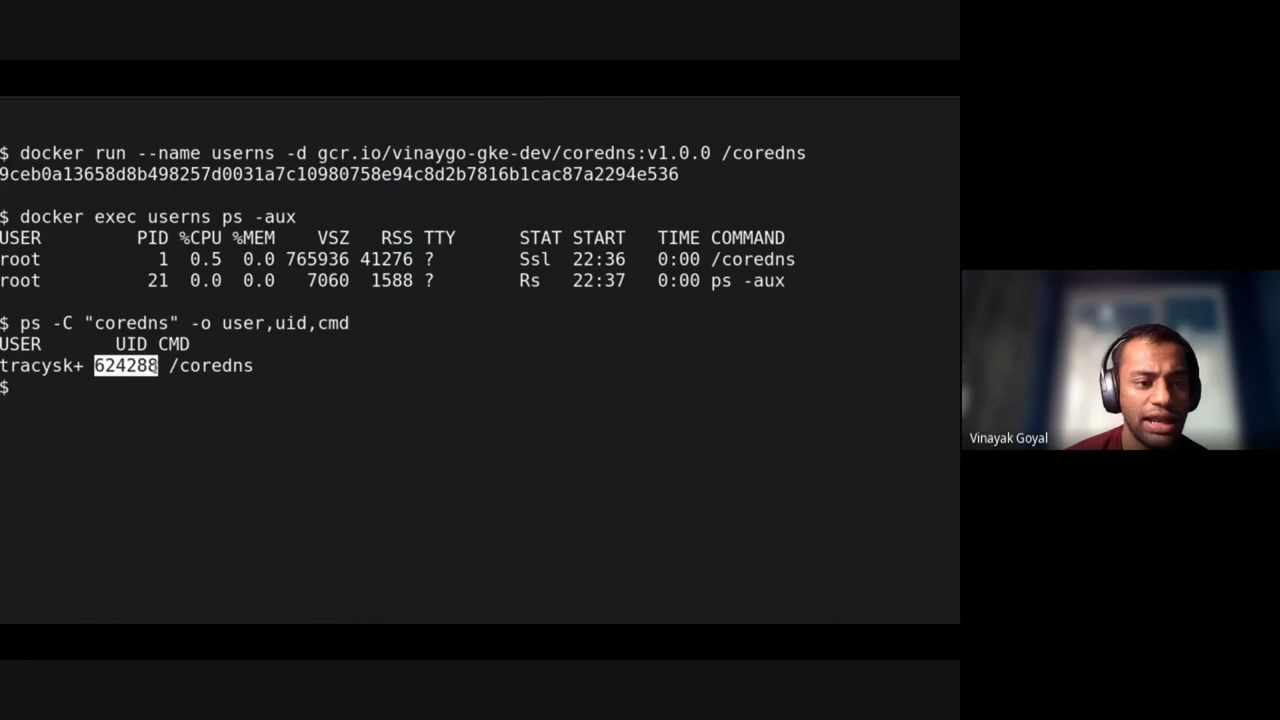 $ docker run --name userns -d gcr.io/vinaygo-gke-dev/coredns:v1.0.0 /coredns
9ceb0a13658d8b498257d0031a7c10980758e94c8d2b7816b1cac87a2294e536
$ docker exec userns ps -aux
USER         PID %CPU %MEM    VSZ   RSS TTY      STAT START   TIME COMMAND
root           1  0.5  0.0 765936 41276 ?        Ssl  22:36   0:00 /coredns
root          21  0.0  0.0   7060  1588 ?        Rs   22:37   0:00 ps -aux
$ ps -C "coredns" -o user,uid,cmd
USER       UID CMD
tracysk+ 624288 /coredns
$
Vinayak Goyal